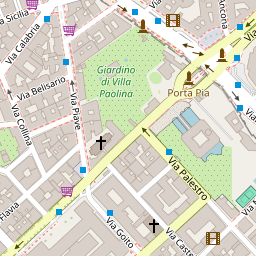 Via Sicilia
Ancona
Via Calabria
Giardino
di Villa
Paolina
Via Belisario
Via Piave
Porta Pia
Via Collina
Via Palestro
Flavia
Via Goito
Via Caste